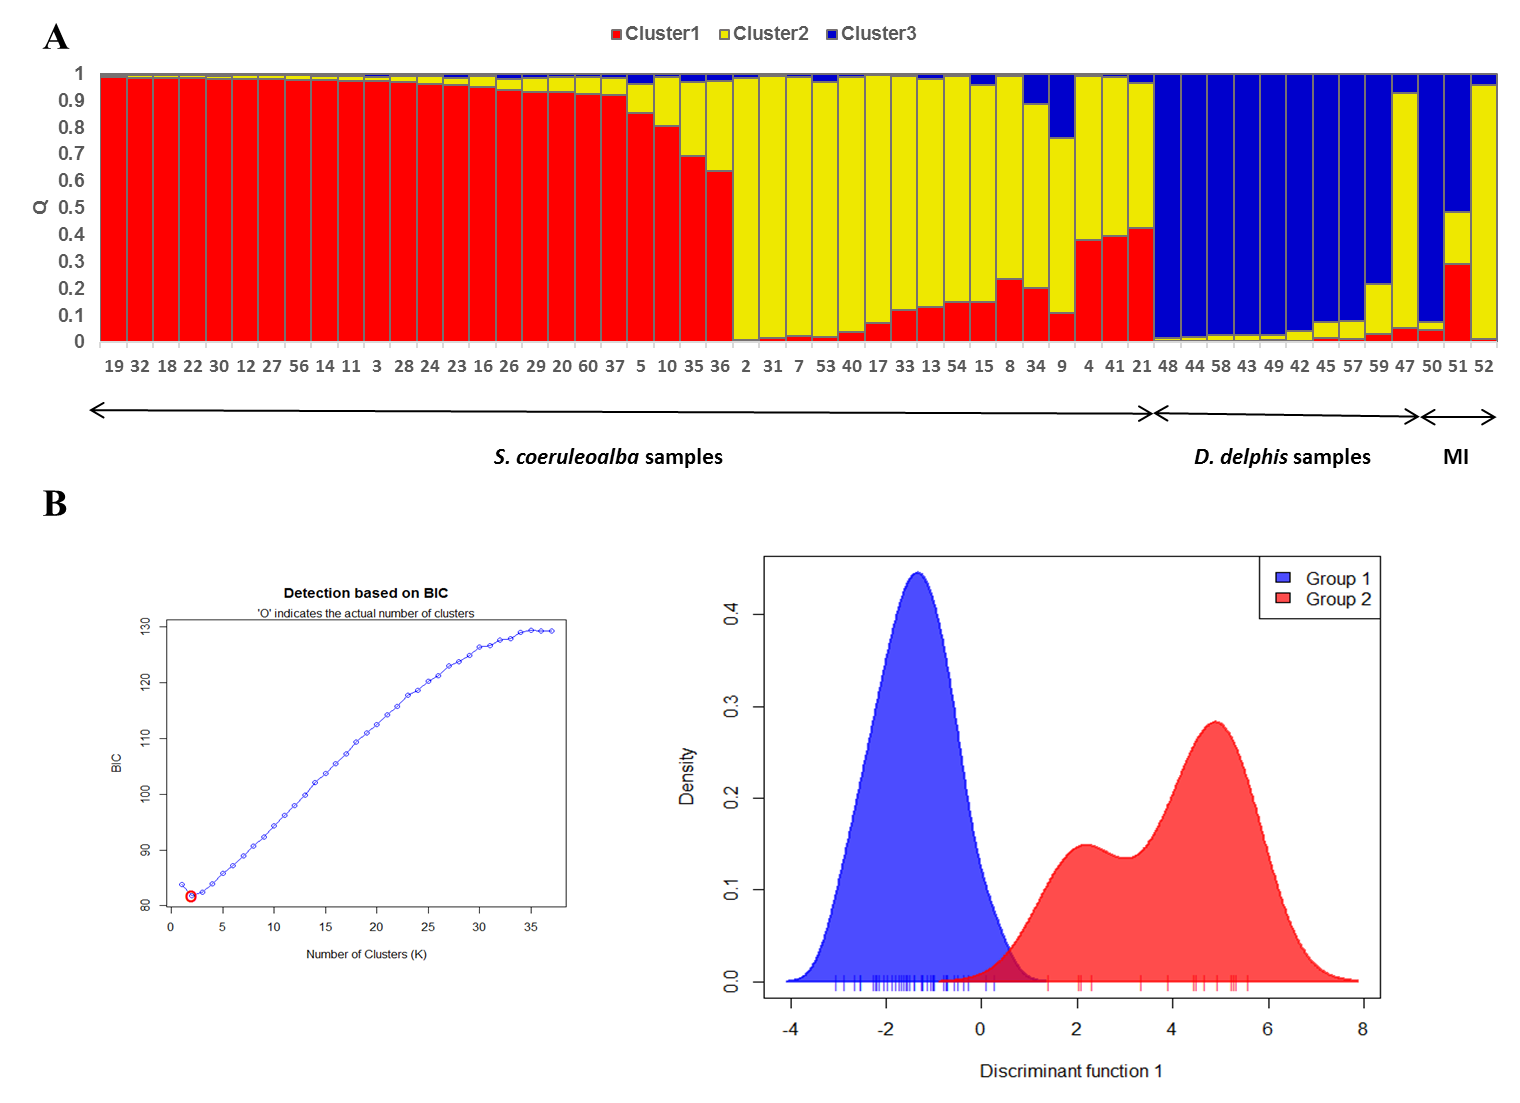 A
Cluster1 Cluster2 Cluster3
1
0.9
0.8
0.7
0.6
0.5
0.4
0.3
0.2
0.1
0
Q
19 32 18 22 30 12 27 56 14 11 3 28 24 23 16 26 29 20 60 37 5 10 35 36 2 31 7 53 40 17 33 13 54 15 8 34 9 4 41 21 48 44 58 43 49 42 45 57 59 47 50 51 52
S. coeruleoalba samples D. delphis samples MI
B
Detection based on BIC
'O' indicates the actual number of clusters
130
120
110
100
90
80
BIC
0 5 10 15 20 25 30 35
Number of Clusters (K)
Group 1
Group 2
0.4
0.3
0.2
0.1
0.0
Density
-4 -2 0 2 4 6 8
Discriminant function 1